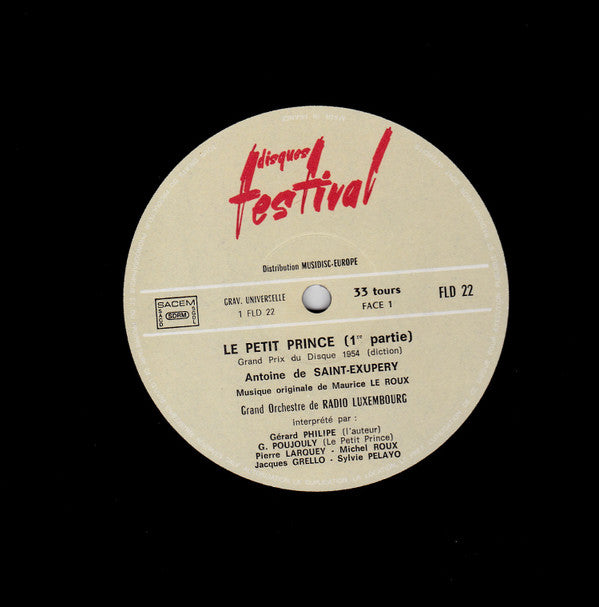 disques
festival
Distribution MUSIDISC-EUROPE
SACEM
SACD
SDRM
SGDL
GRAV. UNIVERSELLE
1 FLD 22
33 tours
FACE 1
FLD 22
LE PETIT PRINCE (1re partie)
Grand Prix du Disque 1954 (diction)
Antoine de SAINT-EXUPERY
Musique originale de Maurice LE ROUX
Grand Orchestre de RADIO LUXEMBOURG
interprété par :
Gérard PHILIPE (l'auteur)
G. POUJOULY (Le Petit Prince)
Pierre LARQUEY - Michel ROUX
Jacques GRELLO - Sylvie PELAYO